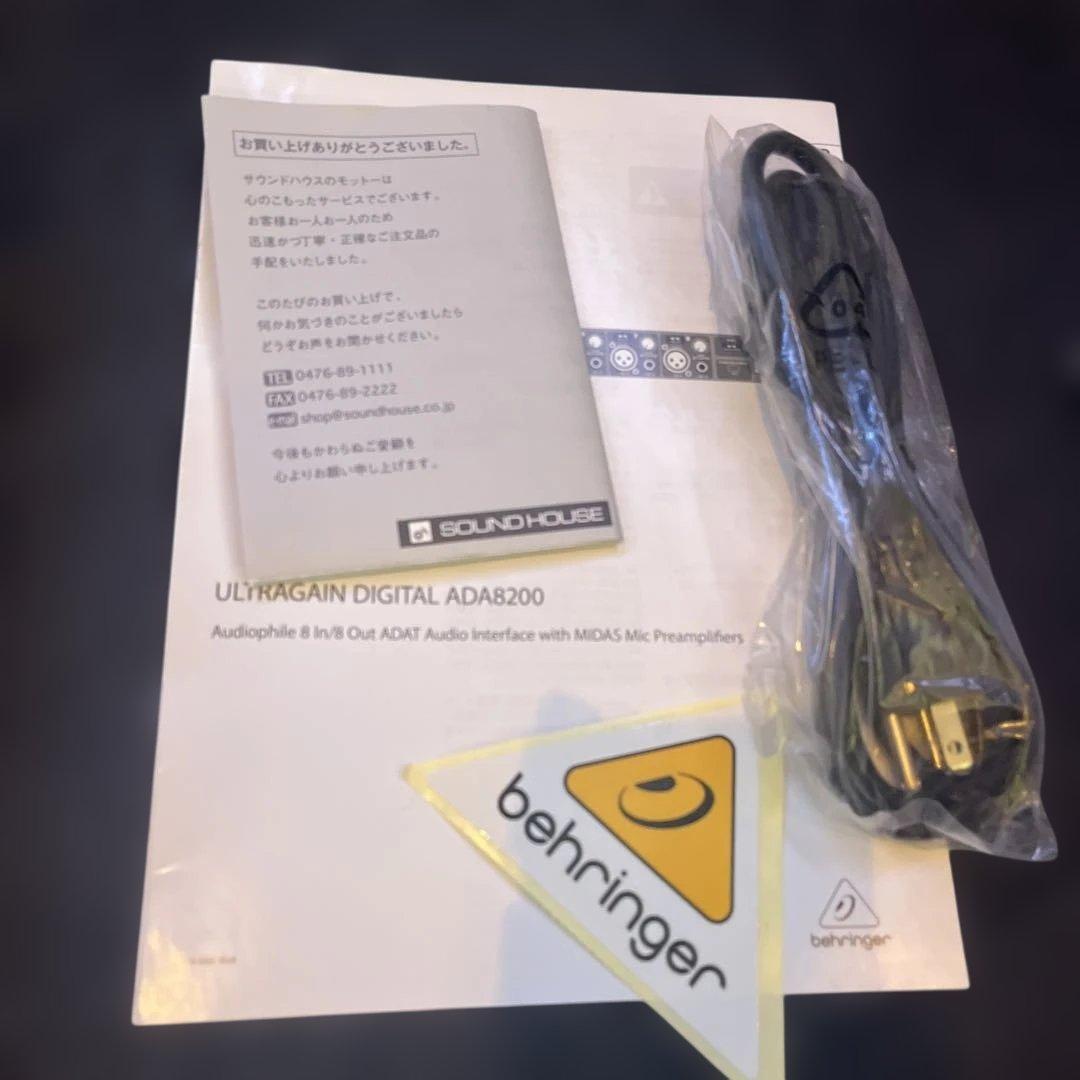 お買い上げありがとうございました。
サウンドハウスのモットーは
心のこもったサービスでございます。
お客様お一人お一人のため
迅速かつ丁寧・正確なご注文品の
手配をいたしました。
このたびのお買い上げで、
何かお気づきのことがございましたら
どうぞお声をお聞かせください。
TEL 0476-89-1111
FAX 0476-89-2222
e-mail shop@soundhouse.co.jp
今後もかわらぬご愛顧を
心よりお願い申し上げます。
SOUND HOUSE
ULTRAGAIN DIGITAL ADA8200
Audiophile 8 In/8 Out ADAT Audio Interface with MIDAS Mic Preamplifiers
behringer
behringer